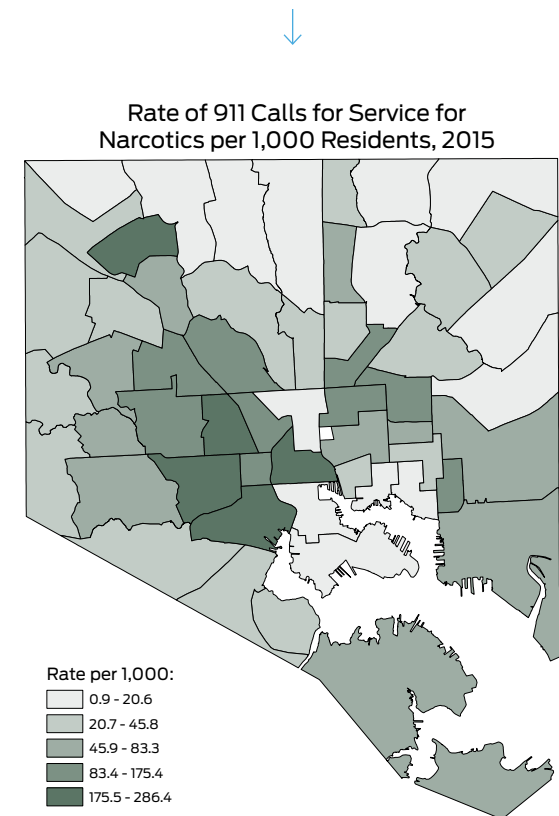 Rate of 911 Calls for Service for
Narcotics per 1,000 Residents, 2015
Rate per 1,000:
0.9 - 20.6
20.7 - 45.8
45.9 - 83.3
83.4 - 175.4
175.5 - 286.4